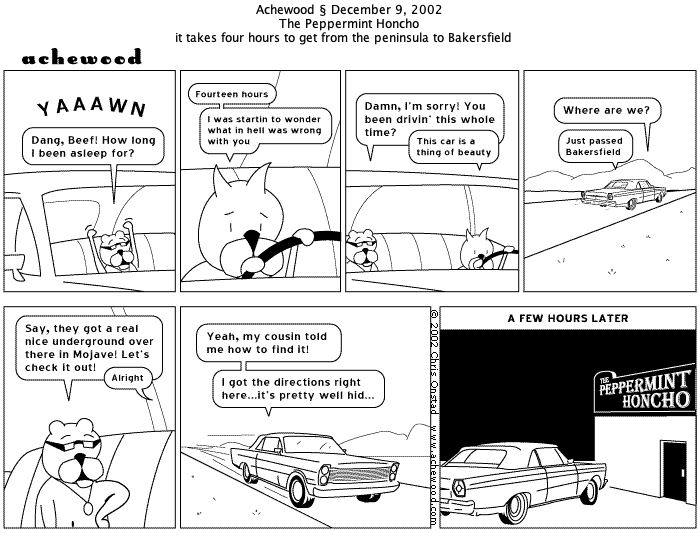 Achewood § December 9, 2002
The Peppermint Honcho
it takes four hours to get from the peninsula to Bakersfield
achewood
YAAAWN
Dang, Beef! How long
I been asleep for?
Fourteen hours
I was startin to wonder
what in hell was wrong
with you
Damn, I'm sorry! You
been drivin' this whole
time?
This car is a
thing of beauty
Where are we?
Just passed
Bakersfield
Say, they got a real
nice underground over
there in Mojave! Let's
check it out!
Alright
Yeah, my cousin told
me how to find it!
I got the directions right
here...it's pretty well hid...
© 2002 Chris Onstad www.achewood.com
A FEW HOURS LATER
THE
PEPPERMINT
HONCHO